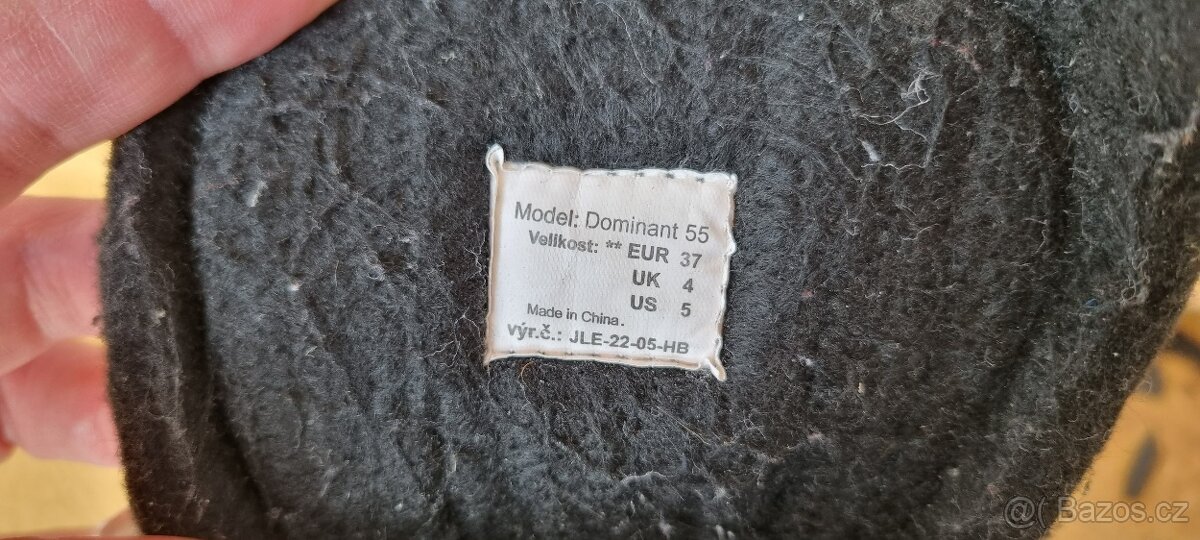 Model: Dominant 55
Velikost: ** EUR 37
UK 4
US 5
Made in China.
výr.č.: JLE-22-05-HB
@ Bazos.cz